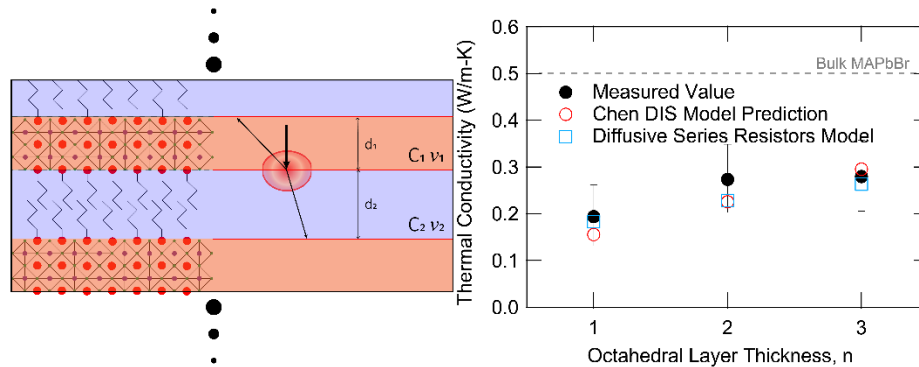 d₁
C₁ v₁
d₂
C₂ v₂
Thermal Conductivity (W/m-K)
0.6
0.5
0.4
0.3
0.2
0.1
0.0
Bulk MAPbBr
Measured Value
Chen DIS Model Prediction
Diffusive Series Resistors Model
1
2
3
Octahedral Layer Thickness, n